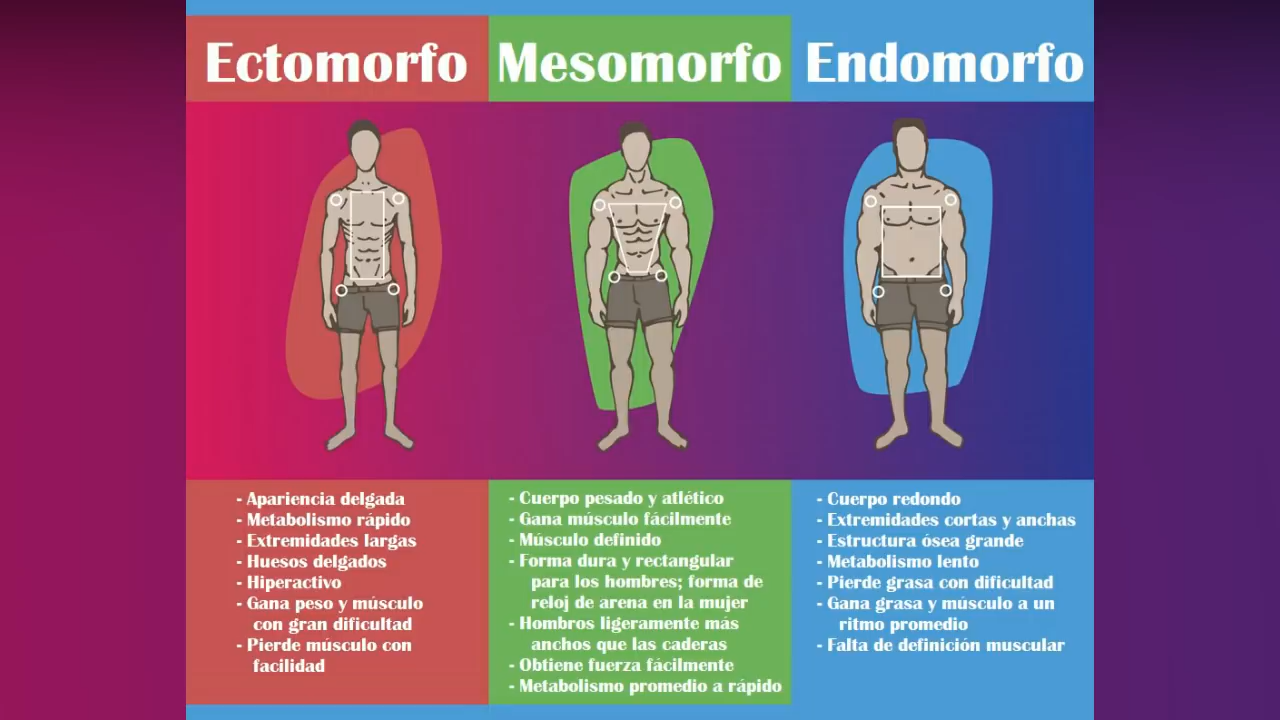 Ectomorfo
Mesomorfo
Endomorfo
- Apariencia delgada
- Metabolismo rápido
- Extremidades largas
- Huesos delgados
- Hiperactivo
- Gana peso y músculo
con gran dificultad
- Pierde músculo con
facilidad
- Cuerpo pesado y atlético
- Gana músculo fácilmente
- Músculo definido
- Forma dura y rectangular
para los hombres; forma de
reloj de arena en la mujer
- Hombros ligeramente más
anchos que las caderas
- Obtiene fuerza fácilmente
- Metabolismo promedio a rápido
- Cuerpo redondo
- Extremidades cortas y anchas
- Estructura ósea grande
- Metabolismo lento
- Pierde grasa con dificultad
- Gana grasa y músculo a un
ritmo promedio
- Falta de definición muscular